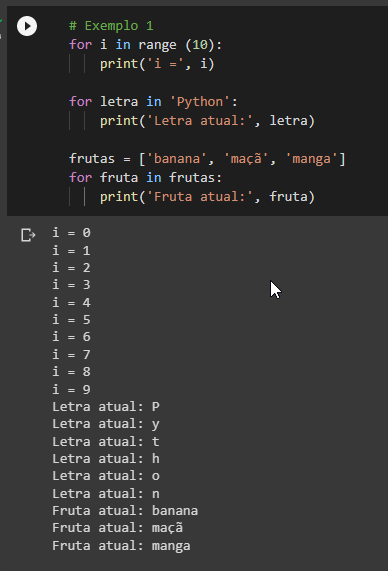 # Exemplo 1
for i in range (10):
    print('i =', i)
for letra in 'Python':
    print('Letra atual:', letra)
frutas = ['banana', 'maçã', 'manga']
for fruta in frutas:
    print('Fruta atual:', fruta)
i = 0
i = 1
i = 2
i = 3
i = 4
i = 5
i = 6
i = 7
i = 8
i = 9
Letra atual: P
Letra atual: y
Letra atual: t
Letra atual: h
Letra atual: o
Letra atual: n
Fruta atual: banana
Fruta atual: maçã
Fruta atual: manga